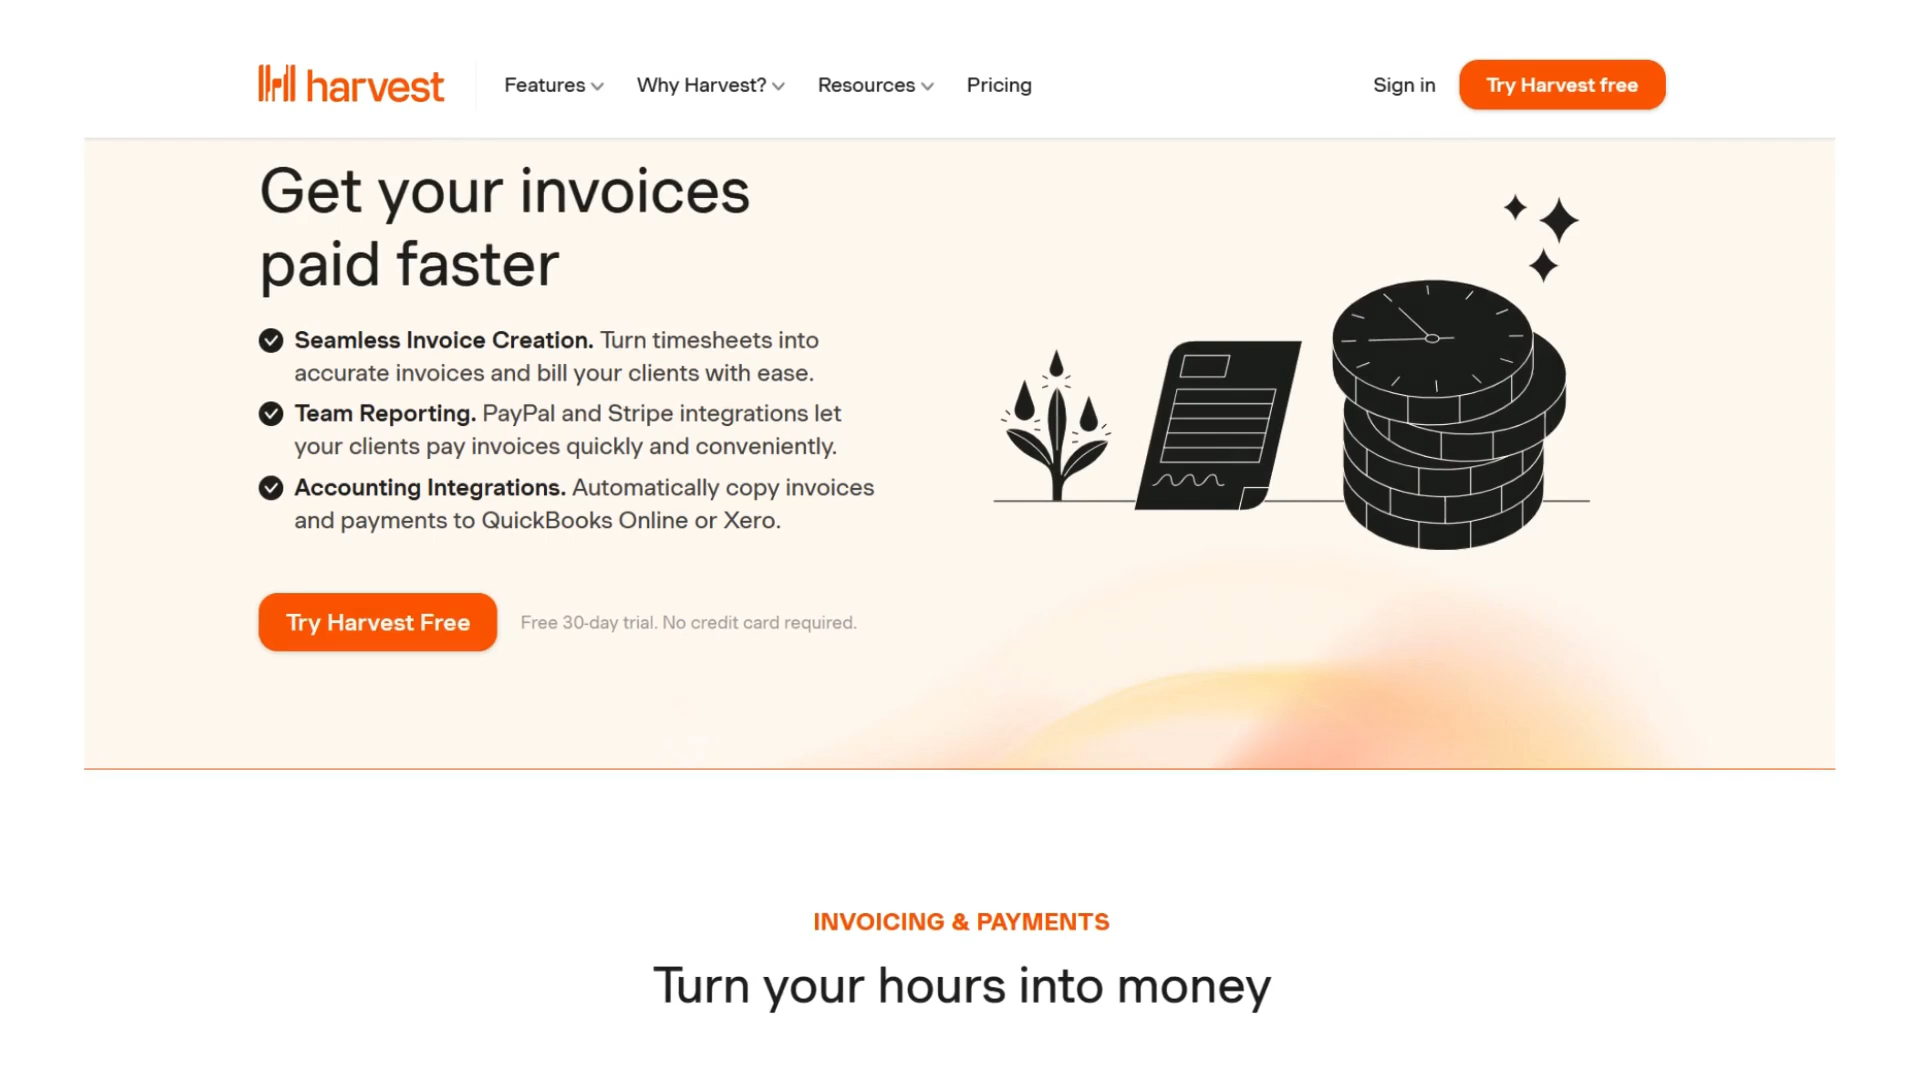 harvest
Features
Why Harvest?
Resources
Pricing
Sign in
Try Harvest free
Get your invoices
paid faster
Seamless Invoice Creation. Turn timesheets into
accurate invoices and bill your clients with ease.
Team Reporting. PayPal and Stripe integrations let
your clients pay invoices quickly and conveniently.
Accounting Integrations. Automatically copy invoices
and payments to QuickBooks Online or Xero.
Try Harvest Free
Free 30-day trial. No credit card required.
INVOICING & PAYMENTS
Turn your hours into money